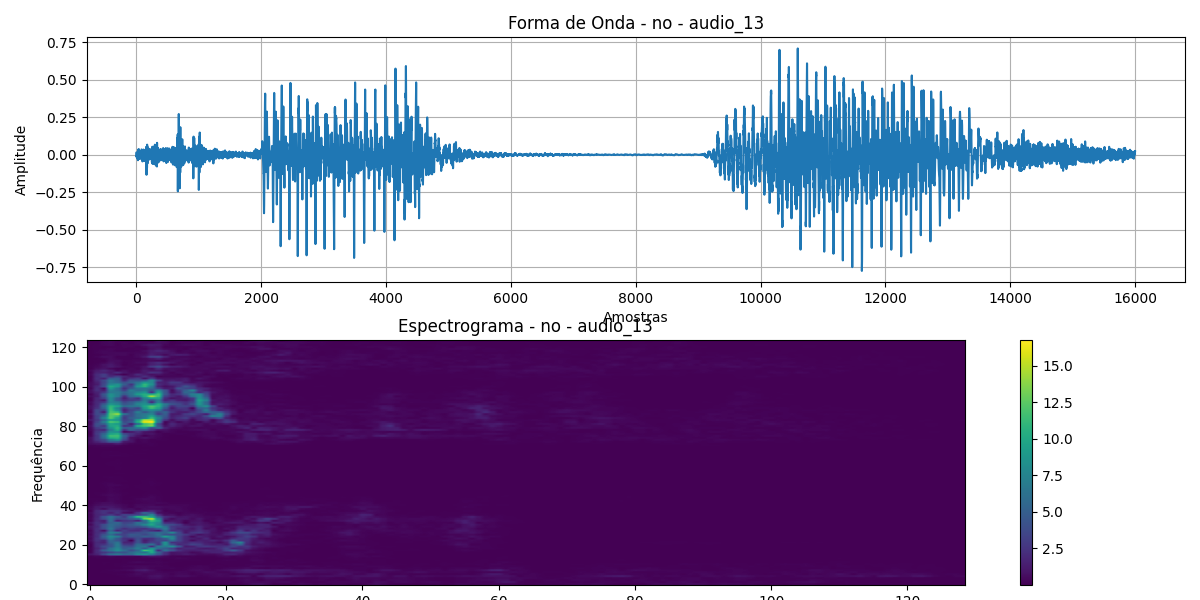 Forma de Onda - no - audio_13
0.75
0.50
0.25
0.00
−0.25
−0.50
−0.75
Amplitude
0 2000 4000 6000 8000 10000 12000 14000 16000
Amostras
Espectrograma - no - audio_13
120
100
80
60
40
20
0
Frequência
0 20 40 60 80 100 120
15.0
12.5
10.0
7.5
5.0
2.5